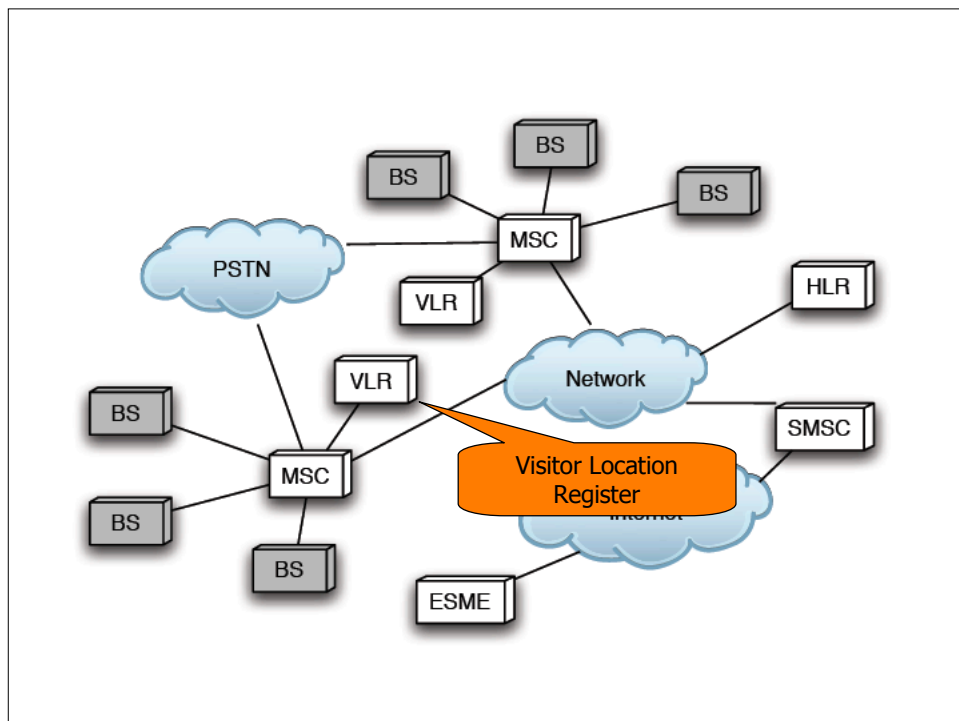 BS
BS
BS
MSC
PSTN
VLR
HLR
Network
VLR
BS
SMSC
MSC
Visitor Location
Register
BS
BS
ESME